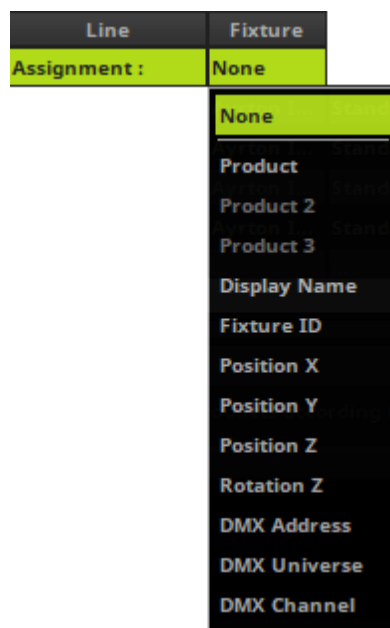 Line Fixture
Assignment : None
None
Product
Product 2
Product 3
Display Name
Fixture ID
Position X
Position Y
Position Z
Rotation Z
DMX Address
DMX Universe
DMX Channel